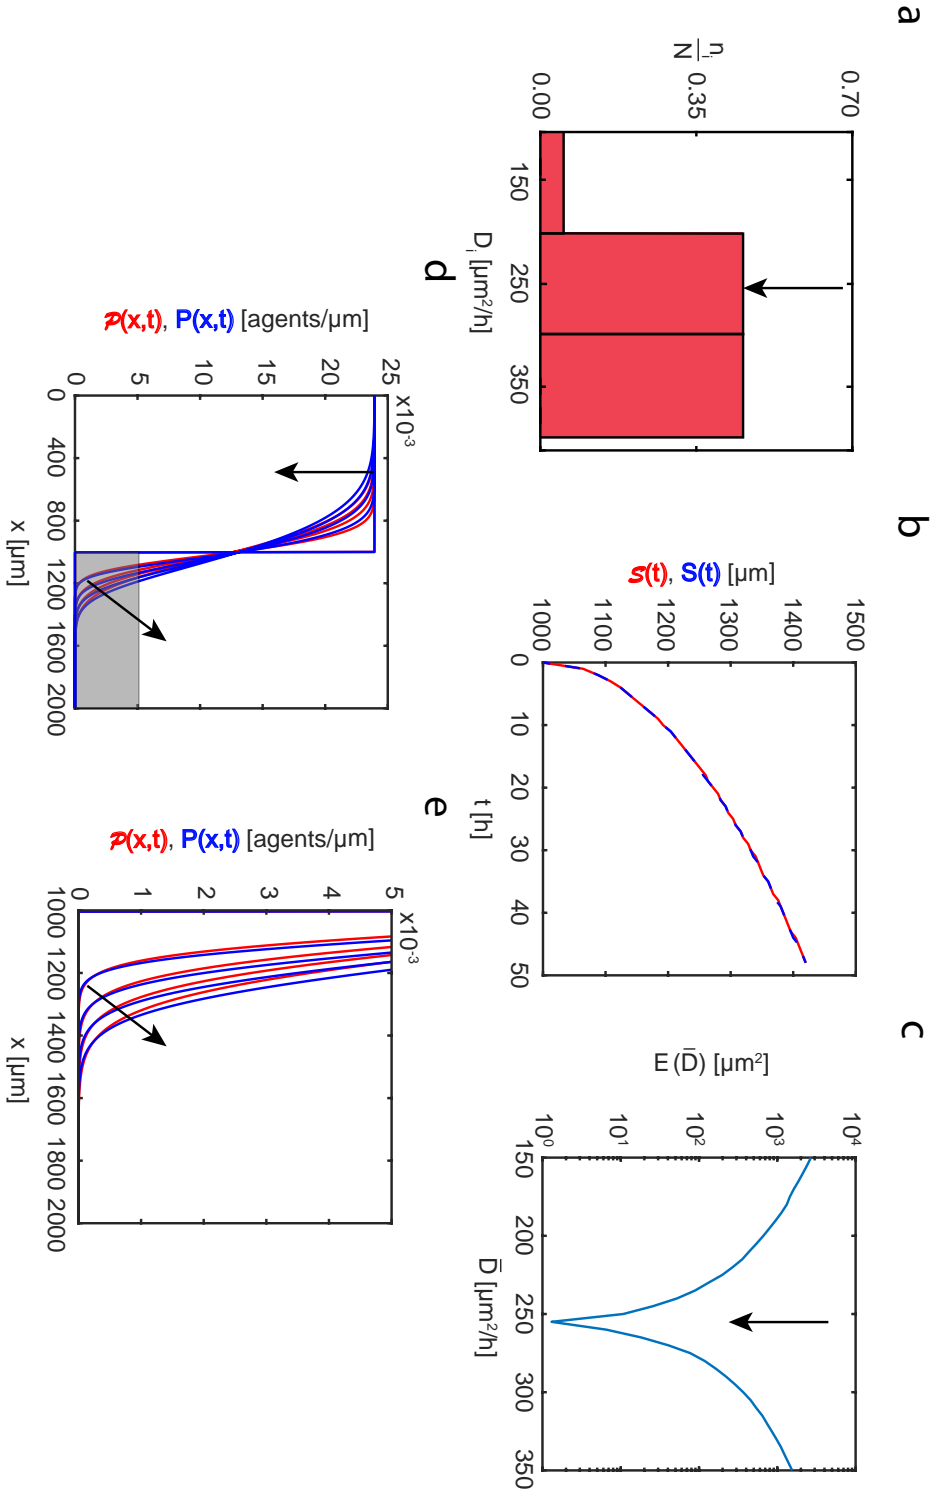 a
n_i
N
0.70
0.35
0.00
150
250
350
D_i [µm²/h]
b
𝒮(t), S(t) [µm]
1500
1400
1300
1200
1100
1000
0
10
20
30
40
50
t [h]
c
E (D̅) [µm²]
10⁴
10³
10²
10¹
10⁰
150
200
250
300
350
D̅ [µm²/h]
d
𝒫(x,t), P(x,t) [agents/µm]
x10⁻³
25
20
15
10
5
0
0
400
800
1200
1600
2000
x [µm]
e
𝒫(x,t), P(x,t) [agents/µm]
x10⁻³
5
4
3
2
1
0
1000
1200
1400
1600
1800
2000
x [µm]